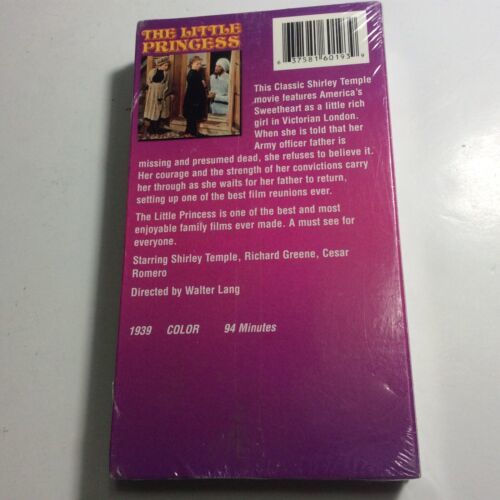 THE LITTLE
PRINCESS
6 37581 60193 9
This Classic Shirley Temple
movie features America's
Sweetheart as a little rich
girl in Victorian London.
When she is told that her
Army officer father is
missing and presumed dead, she refuses to believe it.
Her courage and the strength of her convictions carry
her through as she waits for her father to return,
setting up one of the best film reunions ever.
The Little Princess is one of the best and most
enjoyable family films ever made. A must see for
everyone.
Starring Shirley Temple, Richard Greene, Cesar
Romero
Directed by Walter Lang
1939 COLOR 94 Minutes